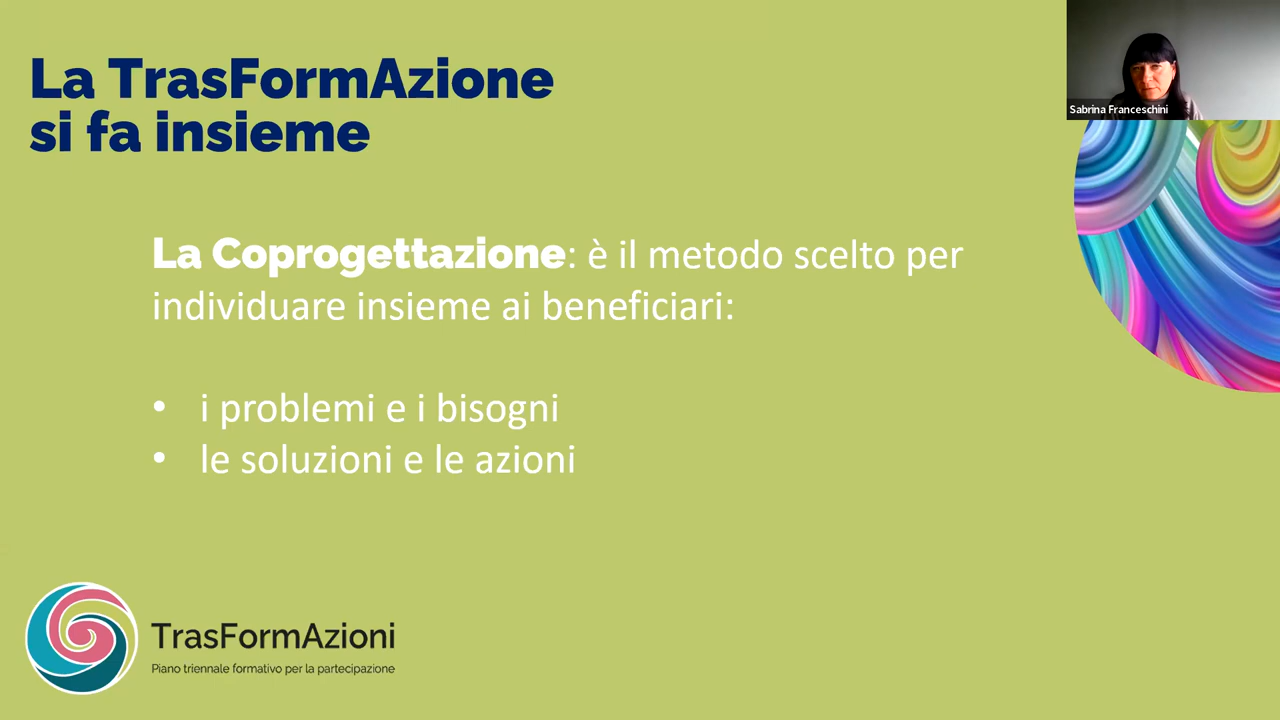 La TrasFormAzione
si fa insieme
Sabrina Franceschini
La Coprogettazione: è il metodo scelto per
individuare insieme ai beneficiari:
• i problemi e i bisogni
• le soluzioni e le azioni
TrasFormAzioni
Piano triennale formativo per la partecipazione